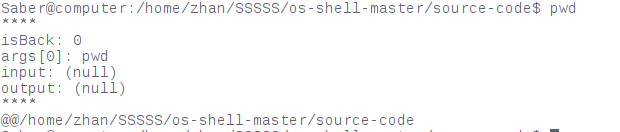 Saber@computer:/home/zhan/SSSSS/os-shell-master/source-code$ pwd
****
isBack: 0
args[0]: pwd
input: (null)
output: (null)
****
@@/home/zhan/SSSSS/os-shell-master/source-code